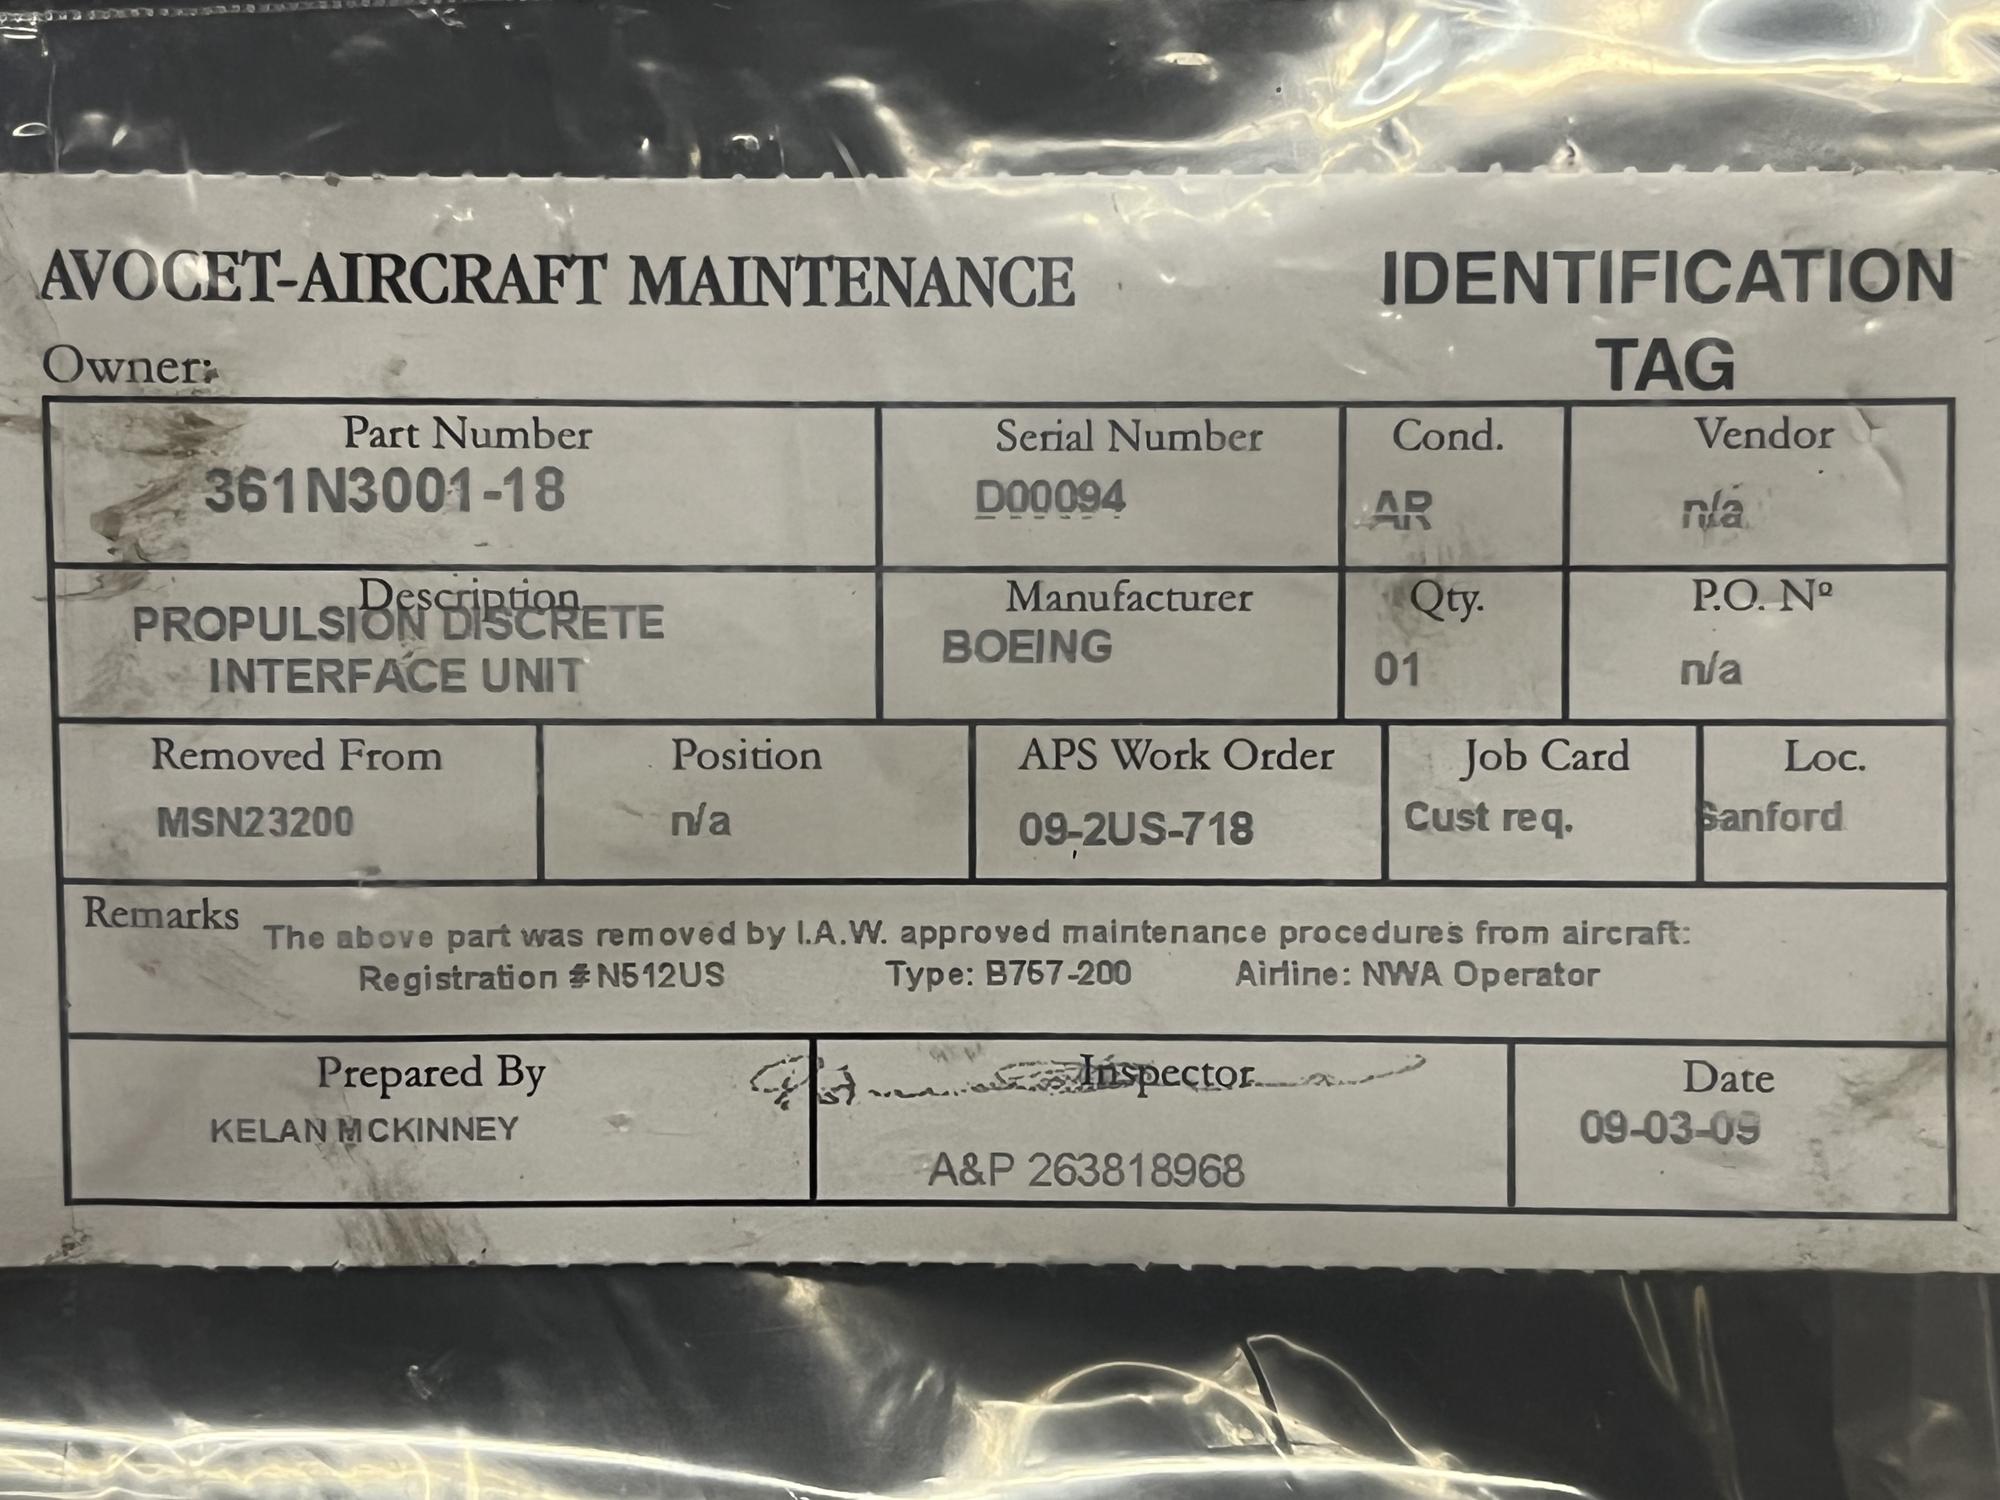 AVOCET-AIRCRAFT MAINTENANCE
IDENTIFICATION
TAG
Owner:
Part Number
361N3001-18
Serial Number
D00094
Cond.
AR
Vendor
n/a
Description
PROPULSION DISCRETE
INTERFACE UNIT
Manufacturer
BOEING
Qty.
01
P.O. Nº
n/a
Removed From
MSN23200
Position
n/a
APS Work Order
09-2US-718
Job Card
Cust req.
Loc.
Sanford
Remarks
The above part was removed by I.A.W. approved maintenance procedures from aircraft:
Registration # N512US Type: B757-200 Airline: NWA Operator
Prepared By
KELAN MCKINNEY
Inspector
A&P 263818968
Date
09-03-09